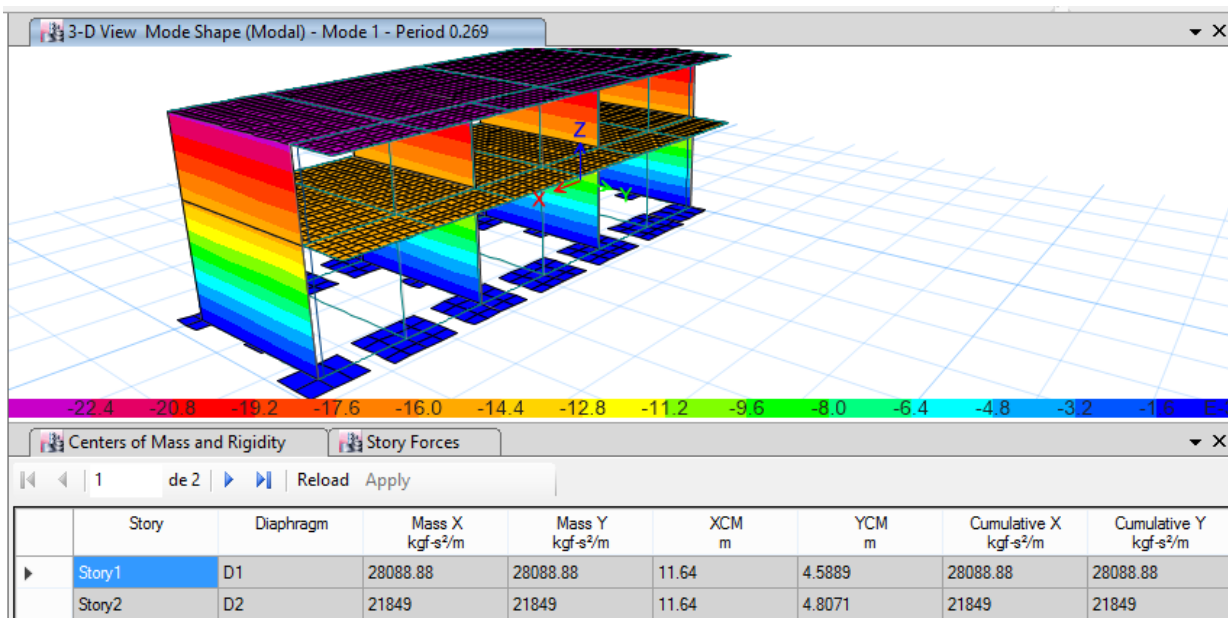 3-D View Mode Shape (Modal) - Mode 1 - Period 0.269
Z
X Y
-22.4 -20.8 -19.2 -17.6 -16.0 -14.4 -12.8 -11.2 -9.6 -8.0 -6.4 -4.8 -3.2 -1.6
Centers of Mass and Rigidity Story Forces
1 de 2 Reload Apply
Story Diaphragm Mass X Mass Y XCM YCM Cumulative X Cumulative Y
kgf-s²/m kgf-s²/m m m kgf-s²/m kgf-s²/m
Story1 D1 28088.88 28088.88 11.64 4.5889 28088.88 28088.88
Story2 D2 21849 21849 11.64 4.8071 21849 21849